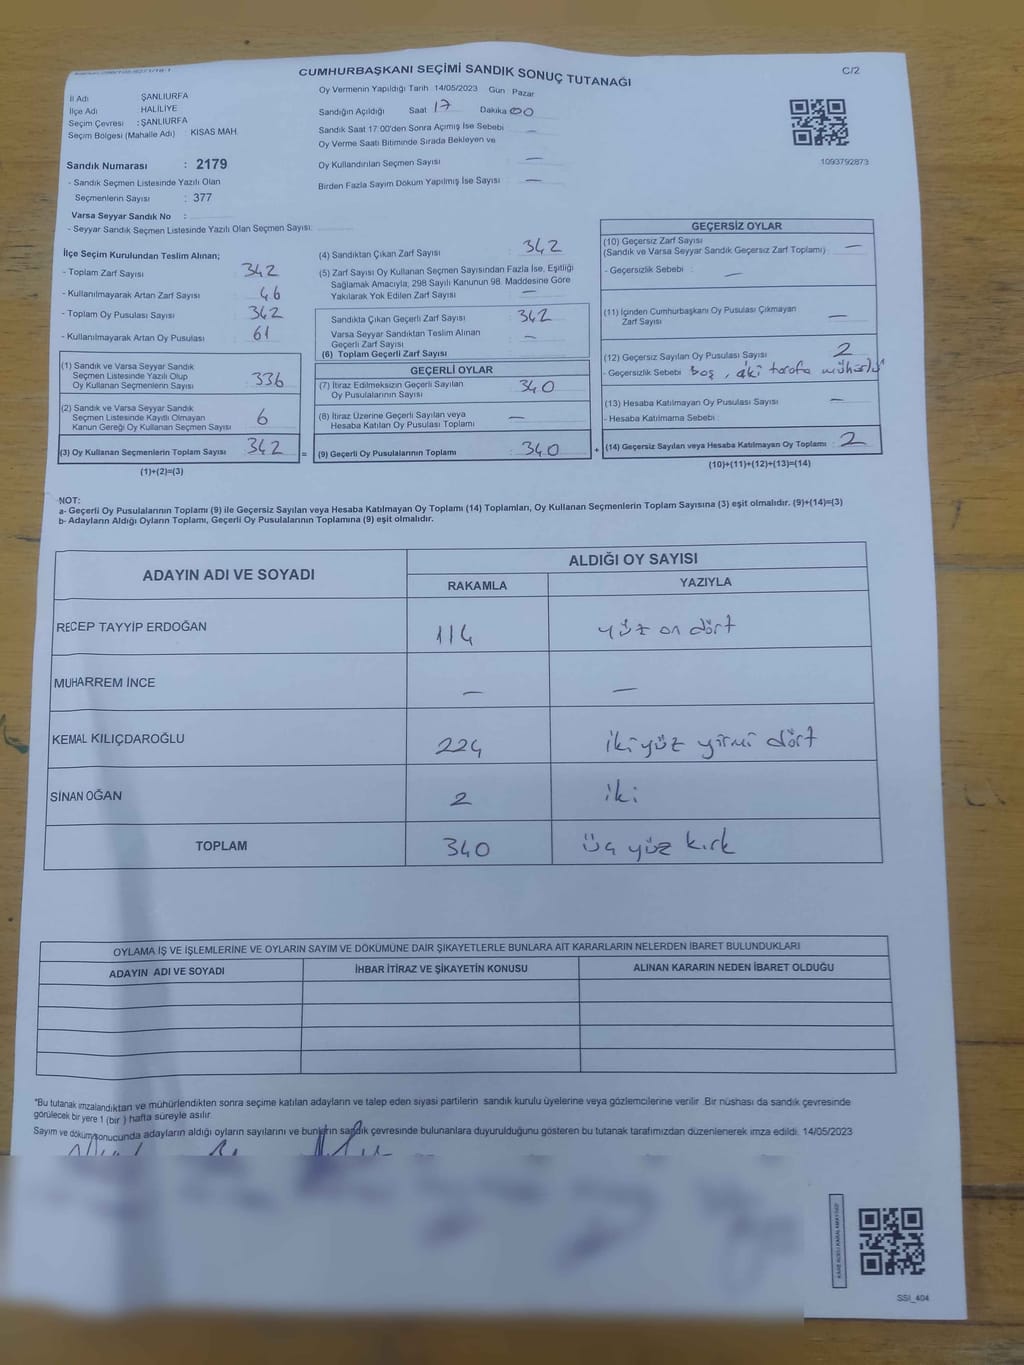 CUMHURBAŞKANI SEÇİMİ SANDIK SONUÇ TUTANAĞI
C/2
İl Adı ŞANLIURFA
İlçe Adı HALİLİYE
Seçim Çevresi : ŞANLIURFA
Seçim Bölgesi (Mahalle Adı) : KISAS MAH.
Sandık Numarası : 2179
- Sandık Seçmen Listesinde Yazılı Olan
Seçmenlerin Sayısı : 377
Varsa Seyyar Sandık No :
- Seyyar Sandık Seçmen Listesinde Yazılı Olan Seçmen Sayısı:
Oy Vermenin Yapıldığı Tarih 14/05/2023 Gün Pazar
Sandığın Açıldığı Saat 17 Dakika 00
Sandık Saat 17:00'den Sonra Açmış İse Sebebi —
Oy Verme Saati Bitiminde Sırada Bekleyen ve
Oy Kullandırılan Seçmen Sayısı —
Birden Fazla Sayım Döküm Yapılmış İse Sayısı —
1093792873
İlçe Seçim Kurulundan Teslim Alınan;
- Toplam Zarf Sayısı 342
- Kullanılmayarak Artan Zarf Sayısı 46
- Toplam Oy Pusulası Sayısı 342
- Kullanılmayarak Artan Oy Pusulası 61
(1) Sandık ve Varsa Seyyar Sandık
Seçmen Listesinde Yazılı Olup
Oy Kullanan Seçmenlerin Sayısı 336
(2) Sandık ve Varsa Seyyar Sandık
Seçmen Listesinde Kayıtlı Olmayan
Kanun Gereği Oy Kullanan Seçmen Sayısı 6
(3) Oy Kullanan Seçmenlerin Toplam Sayısı 342 =
(1)+(2)=(3)
(4) Sandıktan Çıkan Zarf Sayısı 342
(5) Zarf Sayısı Oy Kullanan Seçmen Sayısından Fazla İse, Eşitliği
Sağlamak Amacıyla; 298 Sayılı Kanunun 98. Maddesine Göre
Yakılarak Yok Edilen Zarf Sayısı —
Sandıkta Çıkan Geçerli Zarf Sayısı 342
Varsa Seyyar Sandıktan Teslim Alınan
Geçerli Zarf Sayısı —
(6) Toplam Geçerli Zarf Sayısı
GEÇERLİ OYLAR
(7) İtiraz Edilmeksizin Geçerli Sayılan
Oy Pusulalarının Sayısı 340
(8) İtiraz Üzerine Geçerli Sayılan veya
Hesaba Katılan Oy Pusulası Toplamı —
(9) Geçerli Oy Pusulalarının Toplamı 340 +
GEÇERSİZ OYLAR
(10) Geçersiz Zarf Sayısı
(Sandık ve Varsa Seyyar Sandık Geçersiz Zarf Toplamı) —
- Geçersizlik Sebebi : —
(11) İçinden Cumhurbaşkanı Oy Pusulası Çıkmayan
Zarf Sayısı —
(12) Geçersiz Sayılan Oy Pusulası Sayısı 2
- Geçersizlik Sebebi boş, iki tarafa mühürlü
(13) Hesaba Katılmayan Oy Pusulası Sayısı —
- Hesaba Katılmama Sebebi
(14) Geçersiz Sayılan veya Hesaba Katılmayan Oy Toplamı 2
(10)+(11)+(12)+(13)=(14)
NOT:
a- Geçerli Oy Pusulalarının Toplamı (9) ile Geçersiz Sayılan veya Hesaba Katılmayan Oy Toplamı (14) Toplamları, Oy Kullanan Seçmenlerin Toplam Sayısına (3) eşit olmalıdır. (9)+(14)=(3)
b- Adayların Aldığı Oyların Toplamı, Geçerli Oy Pusulalarının Toplamına (9) eşit olmalıdır.
ADAYIN ADI VE SOYADI ALDIĞI OY SAYISI
RAKAMLA YAZIYLA
RECEP TAYYİP ERDOĞAN 114 yüz on dört
MUHARREM İNCE — —
KEMAL KILIÇDAROĞLU 224 iki yüz yirmi dört
SİNAN OĞAN 2 iki
TOPLAM 340 üç yüz kırk
OYLAMA İŞ VE İŞLEMLERİNE VE OYLARIN SAYIM VE DÖKÜMÜNE DAİR ŞİKAYETLERLE BUNLARA AİT KARARLARIN NELERDEN İBARET BULUNDUKLARI
ADAYIN ADI VE SOYADI İHBAR İTİRAZ VE ŞİKAYETİN KONUSU ALINAN KARARIN NEDEN İBARET OLDUĞU
*Bu tutanak imzalandıktan ve mühürlendikten sonra seçime katılan adayların ve talep eden siyasi partilerin sandık kurulu üyelerine veya gözlemcilerine verilir. Bir nüshası da sandık çevresinde
görülecek bir yere 1 (bir) hafta süreyle asılır.
Sayım ve döküm sonucunda adayların aldığı oyların sayılarını ve bunların sandık çevresinde bulunanlara duyurulduğunu gösteren bu tutanak tarafımızdan düzenlenerek imza edildi. 14/05/2023
SSI_404